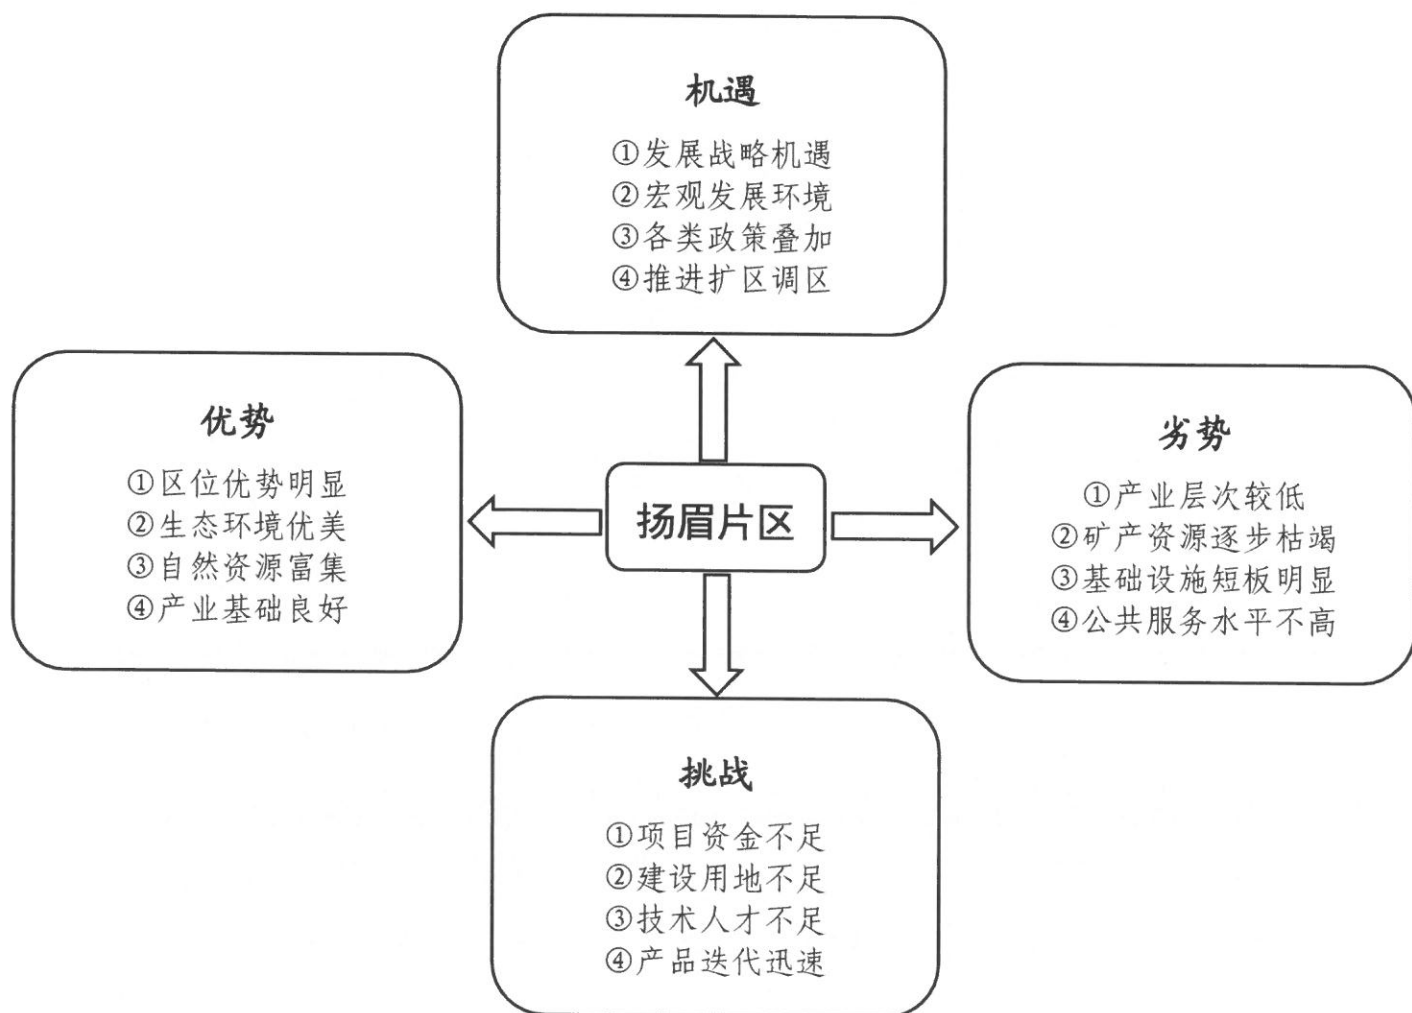 机遇
①发展战略机遇
②宏观发展环境
③各类政策叠加
④推进扩区调区
优势
①区位优势明显
②生态环境优美
③自然资源富集
④产业基础良好
扬眉片区
劣势
①产业层次较低
②矿产资源逐步枯竭
③基础设施短板明显
④公共服务水平不高
挑战
①项目资金不足
②建设用地不足
③技术人才不足
④产品迭代迅速